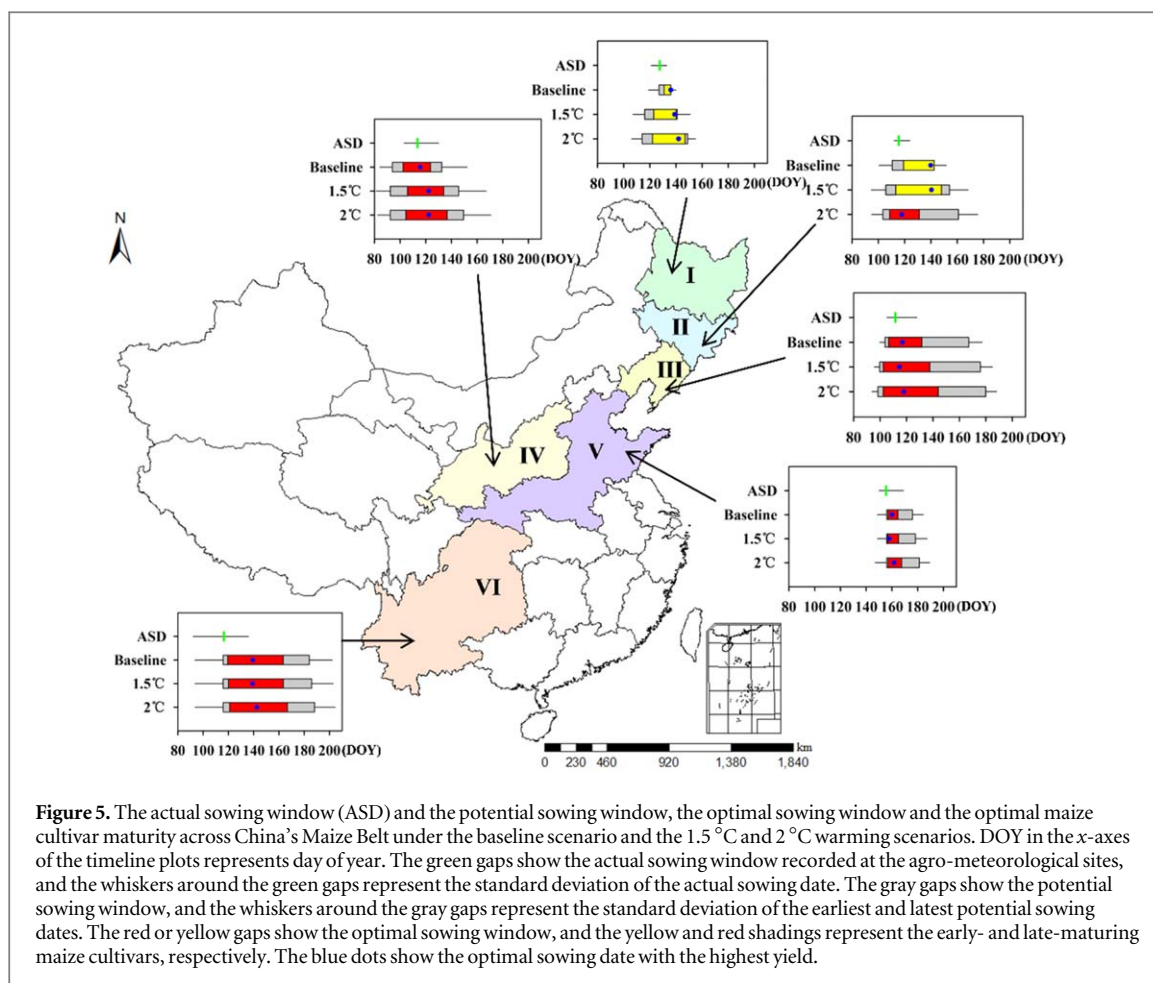 ASD
Baseline
1.5℃
2℃
80 100 120 140 160 180 200 (DOY)
ASD
Baseline
1.5℃
2℃
80 100 120 140 160 180 200(DOY)
ASD
Baseline
1.5℃
2℃
80 100 120 140 160 180 200 (DOY)
N
I
II
III
IV
V
VI
ASD
Baseline
1.5℃
2℃
80 100 120 140 160 180 200 (DOY)
ASD
Baseline
1.5℃
2℃
80 100 120 140 160 180 200(DOY)
ASD
Baseline
1.5℃
2℃
80 100 120 140 160 180 200(DOY)
km
0 230 460 920 1,380 1,840
Figure 5. The actual sowing window (ASD) and the potential sowing window, the optimal sowing window and the optimal maize
cultivar maturity across China's Maize Belt under the baseline scenario and the 1.5 °C and 2 °C warming scenarios. DOY in the x-axes
of the timeline plots represents day of year. The green gaps show the actual sowing window recorded at the agro-meteorological sites,
and the whiskers around the green gaps represent the standard deviation of the actual sowing date. The gray gaps show the potential
sowing window, and the whiskers around the gray gaps represent the standard deviation of the earliest and latest potential sowing
dates. The red or yellow gaps show the optimal sowing window, and the yellow and red shadings represent the early- and late-maturing
maize cultivars, respectively. The blue dots show the optimal sowing date with the highest yield.